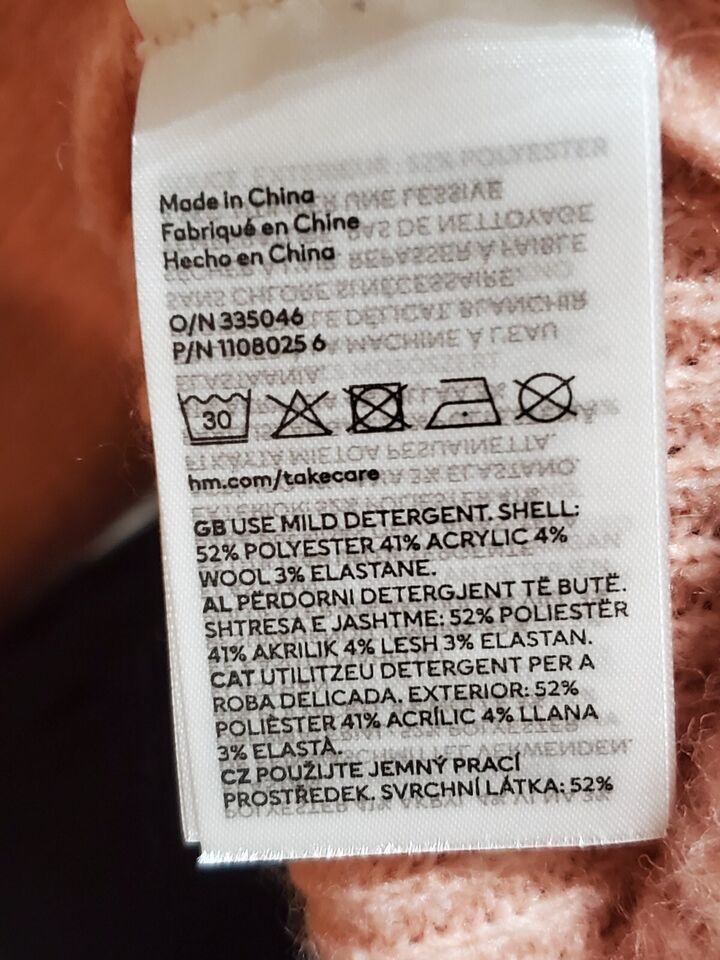 Made in China
Fabriqué en Chine
Hecho en China
O/N 335046
P/N 1108025 6
30
hm.com/takecare
GB USE MILD DETERGENT. SHELL:
52% POLYESTER 41% ACRYLIC 4%
WOOL 3% ELASTANE.
AL PËRDORNI DETERGJENT TË BUTË.
SHTRESA E JASHTME: 52% POLIESTËR
41% AKRILIK 4% LESH 3% ELASTAN.
CAT UTILITZEU DETERGENT PER A
ROBA DELICADA. EXTERIOR: 52%
POLIÈSTER 41% ACRÍLIC 4% LLANA
3% ELASTÀ.
CZ POUŽIJTE JEMNÝ PRACÍ
PROSTŘEDEK. SVRCHNÍ LÁTKA: 52%